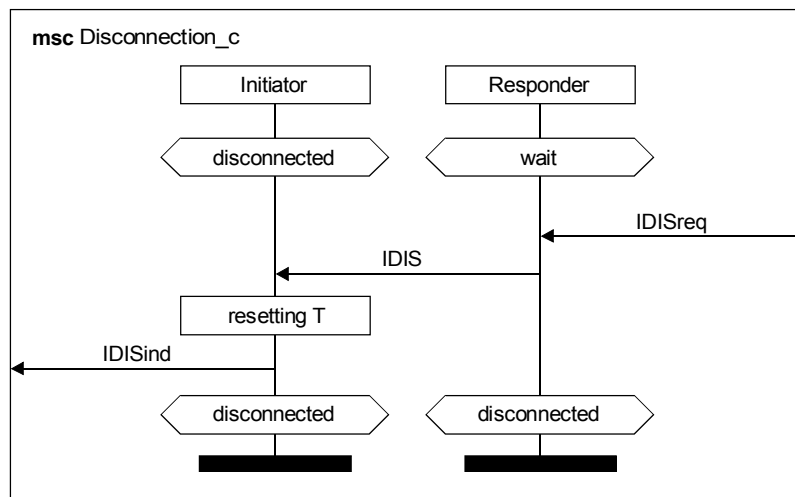 msc Disconnection_c
Initiator
Responder
disconnected
wait
IDISreq
IDIS
resetting T
IDISind
disconnected
disconnected